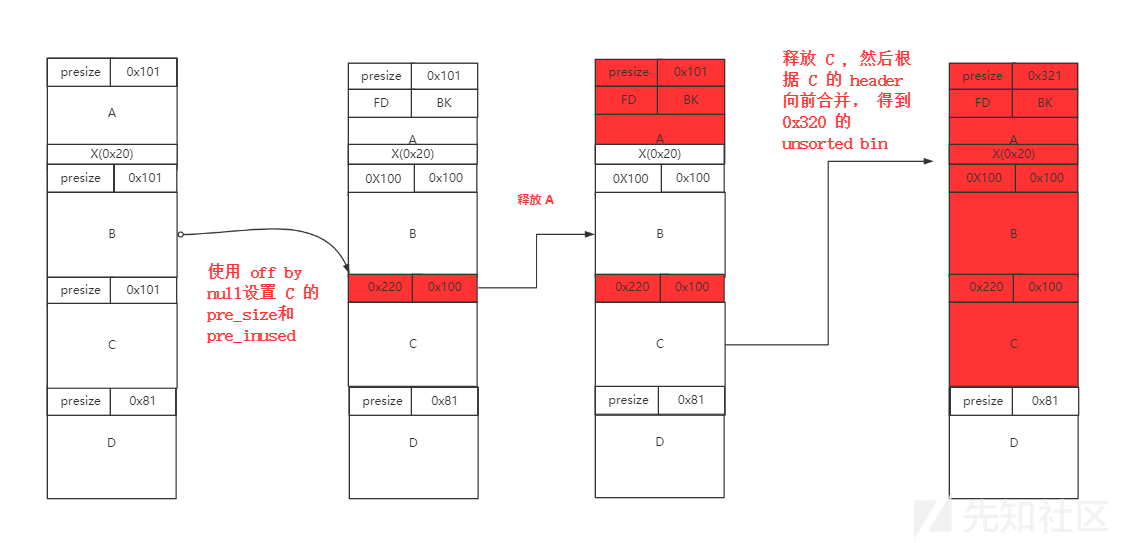 presize 0x101
A
X(0x20)
presize 0x101
B
presize 0x101
C
presize 0x81
D
使用 off by
null设置 C 的
pre_size和
pre_inused
presize 0x101
FD BK
A
X(0x20)
0X100 0x100
B
0x220 0x100
C
presize 0x81
D
释放 A
presize 0x101
FD BK
A
X(0x20)
0X100 0x100
B
0x220 0x100
C
presize 0x81
D
释放 C ，然后根
据 C 的 header
向前合并， 得到
0x320 的
unsorted bin
presize 0x321
FD BK
A
X(0x20)
0X100 0x100
B
0x220 0x100
C
presize 0x81
D
先知社区